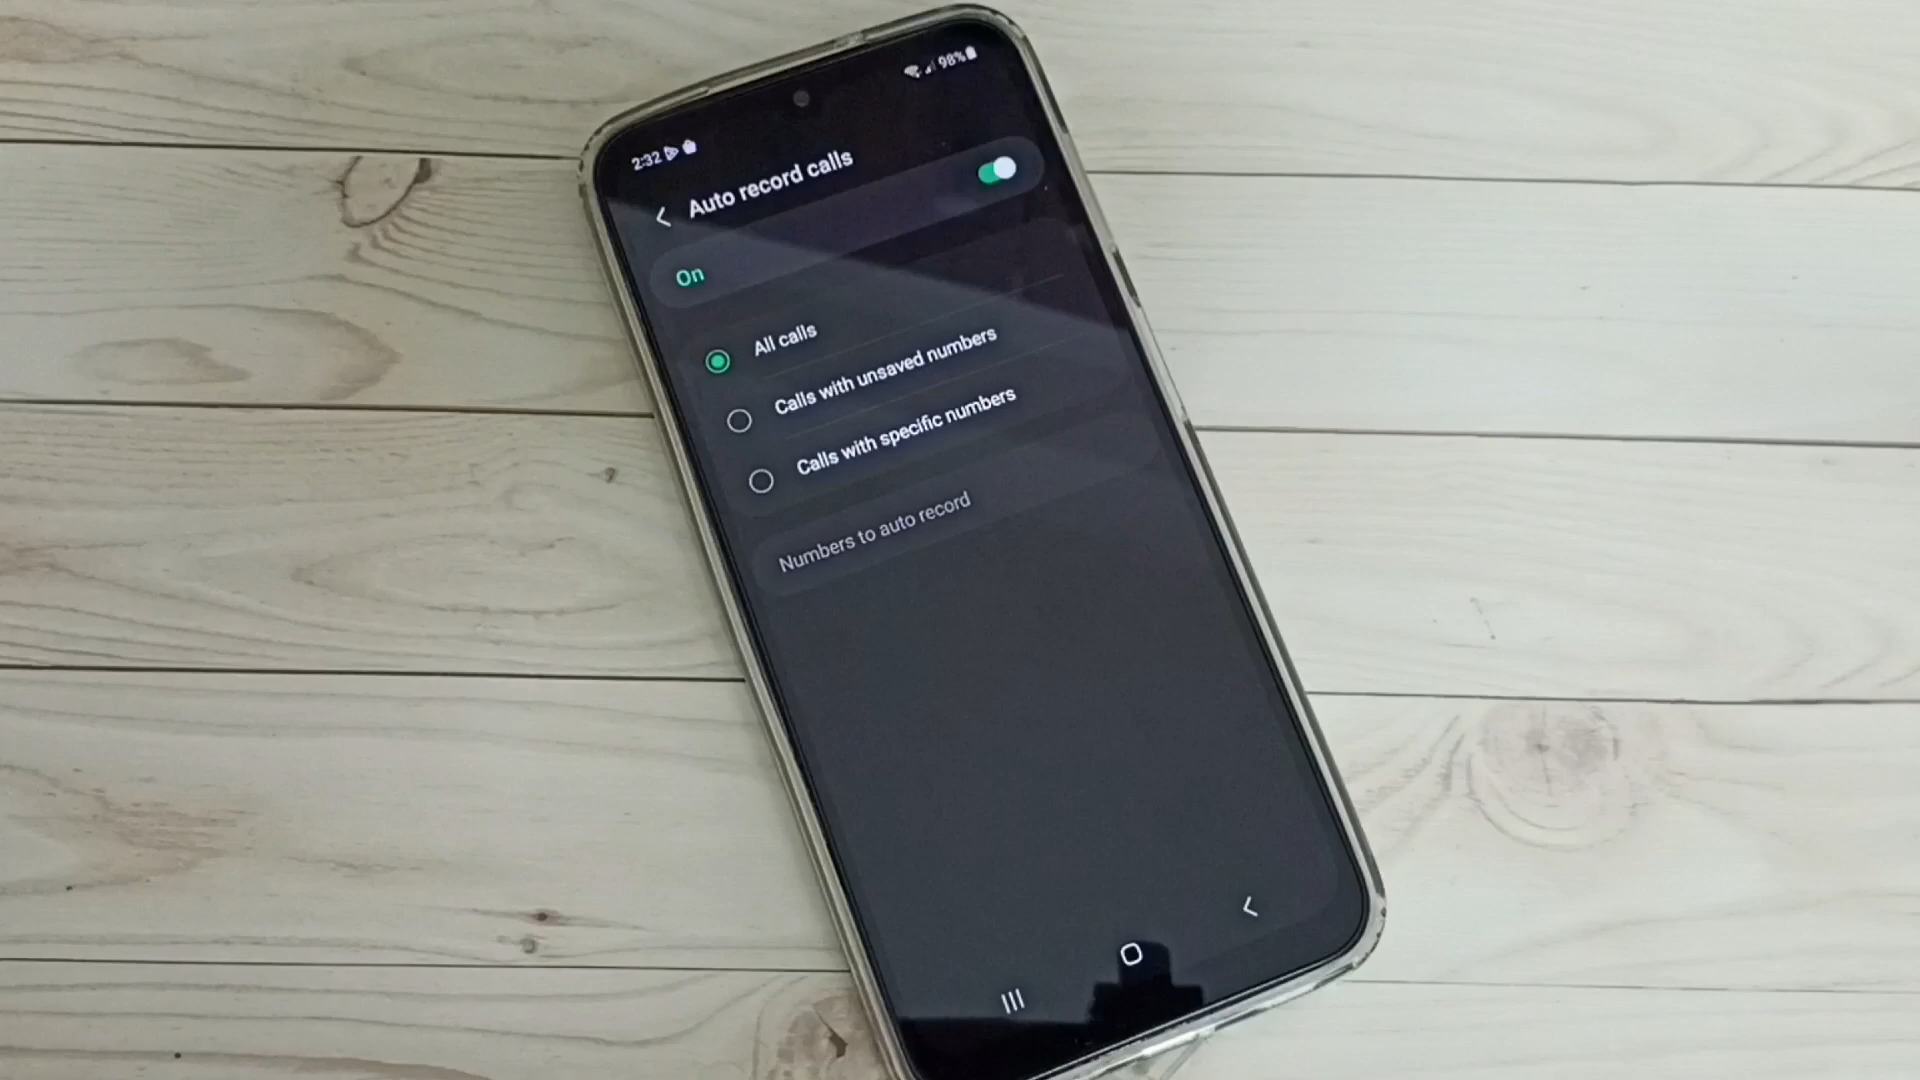 2:32
98%
Auto record calls
On
All calls
Calls with unsaved numbers
Calls with specific numbers
Numbers to auto record